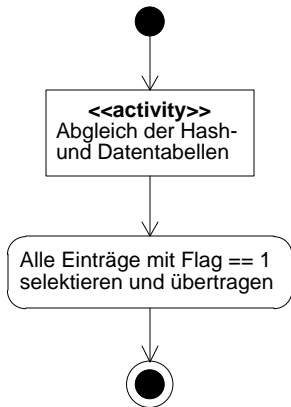 <<activity>>
Abgleich der Hash-
und Datentabellen
Alle Einträge mit Flag == 1
selektieren und übertragen